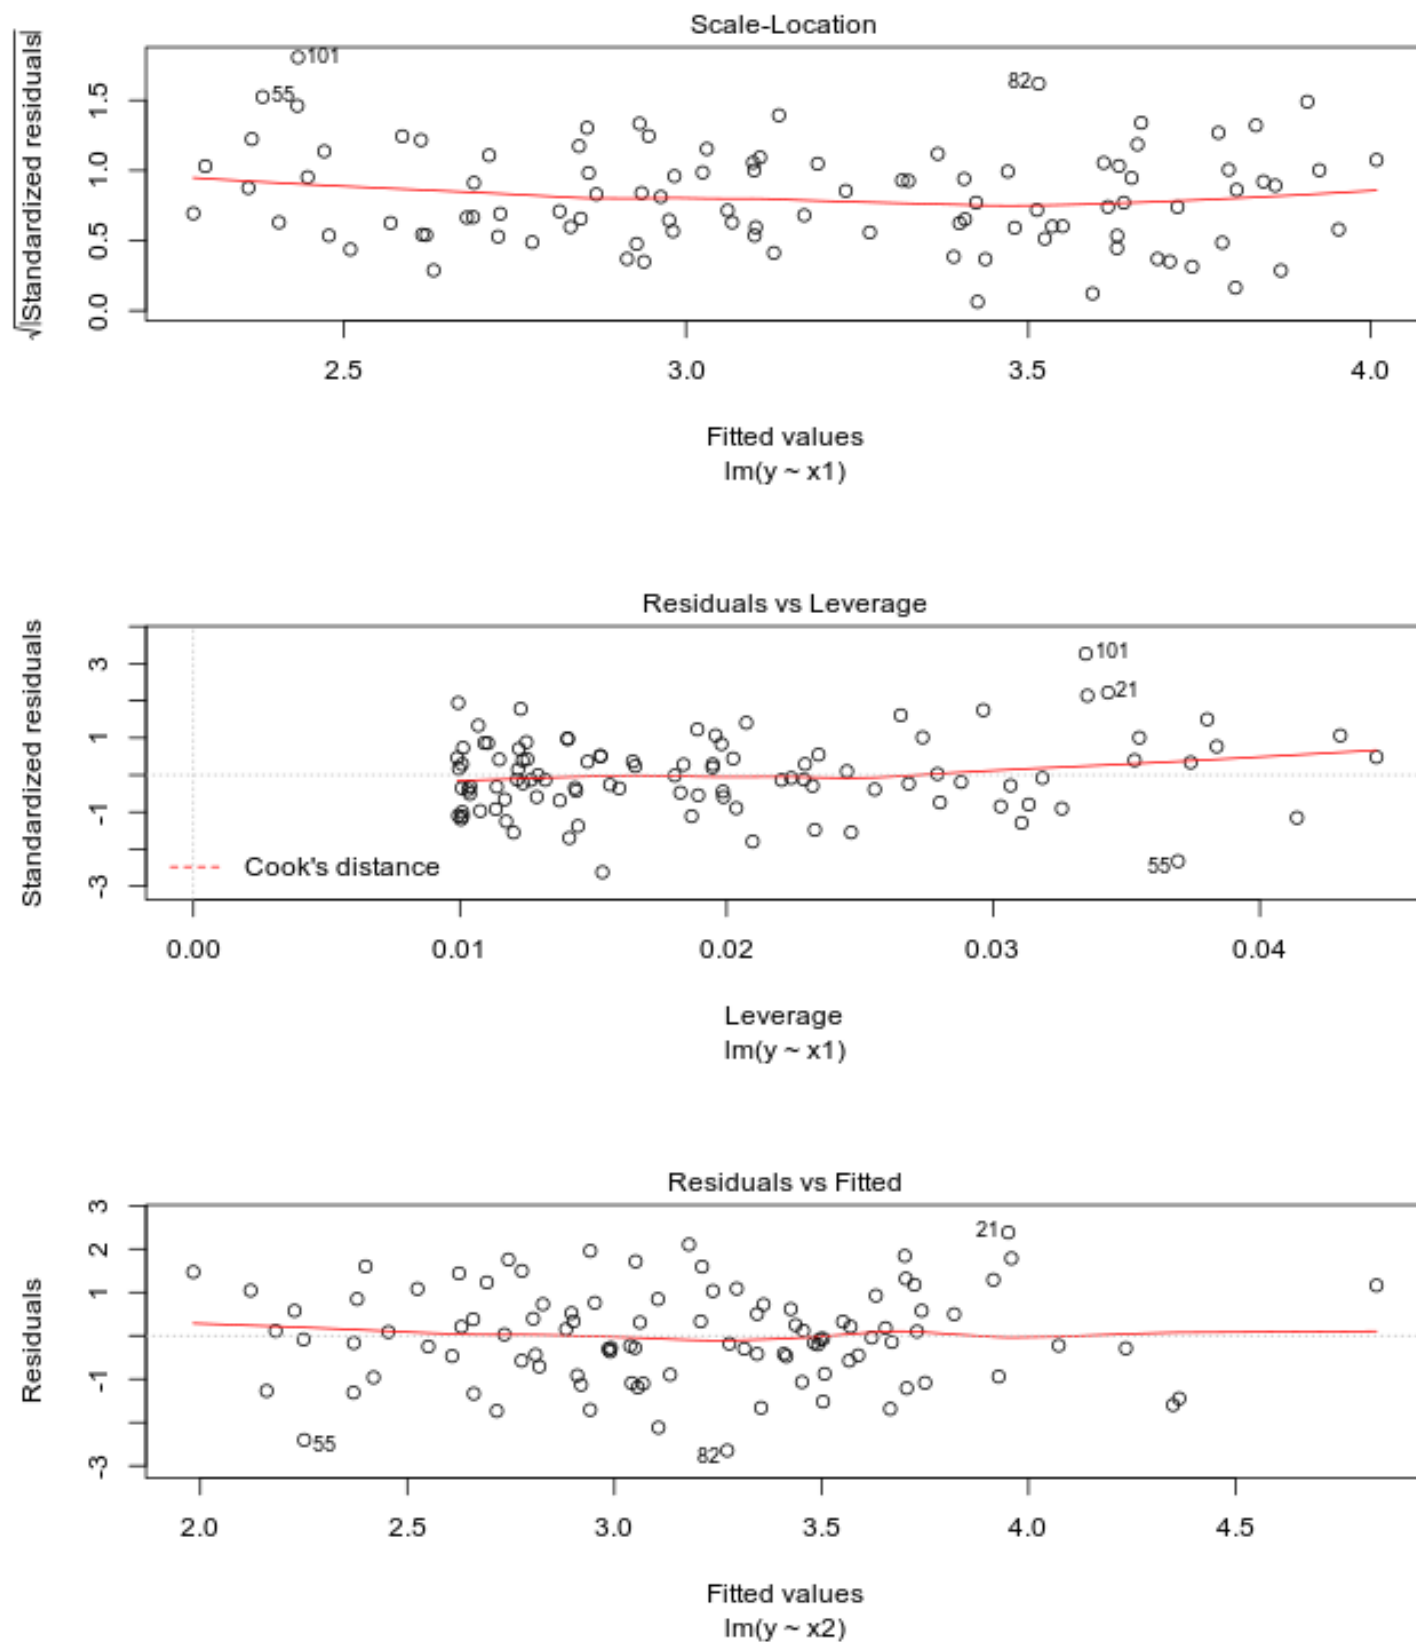 Scale-Location
√|Standardized residuals|
101
55
82
0.0 0.5 1.0 1.5
2.5 3.0 3.5 4.0
Fitted values
lm(y ~ x1)
Residuals vs Leverage
Standardized residuals
101
21
55
-3 -1 1 3
Cook's distance
0.00 0.01 0.02 0.03 0.04
Leverage
lm(y ~ x1)
Residuals vs Fitted
Residuals
21
55
82
-3 -1 1 2 3
2.0 2.5 3.0 3.5 4.0 4.5
Fitted values
lm(y ~ x2)